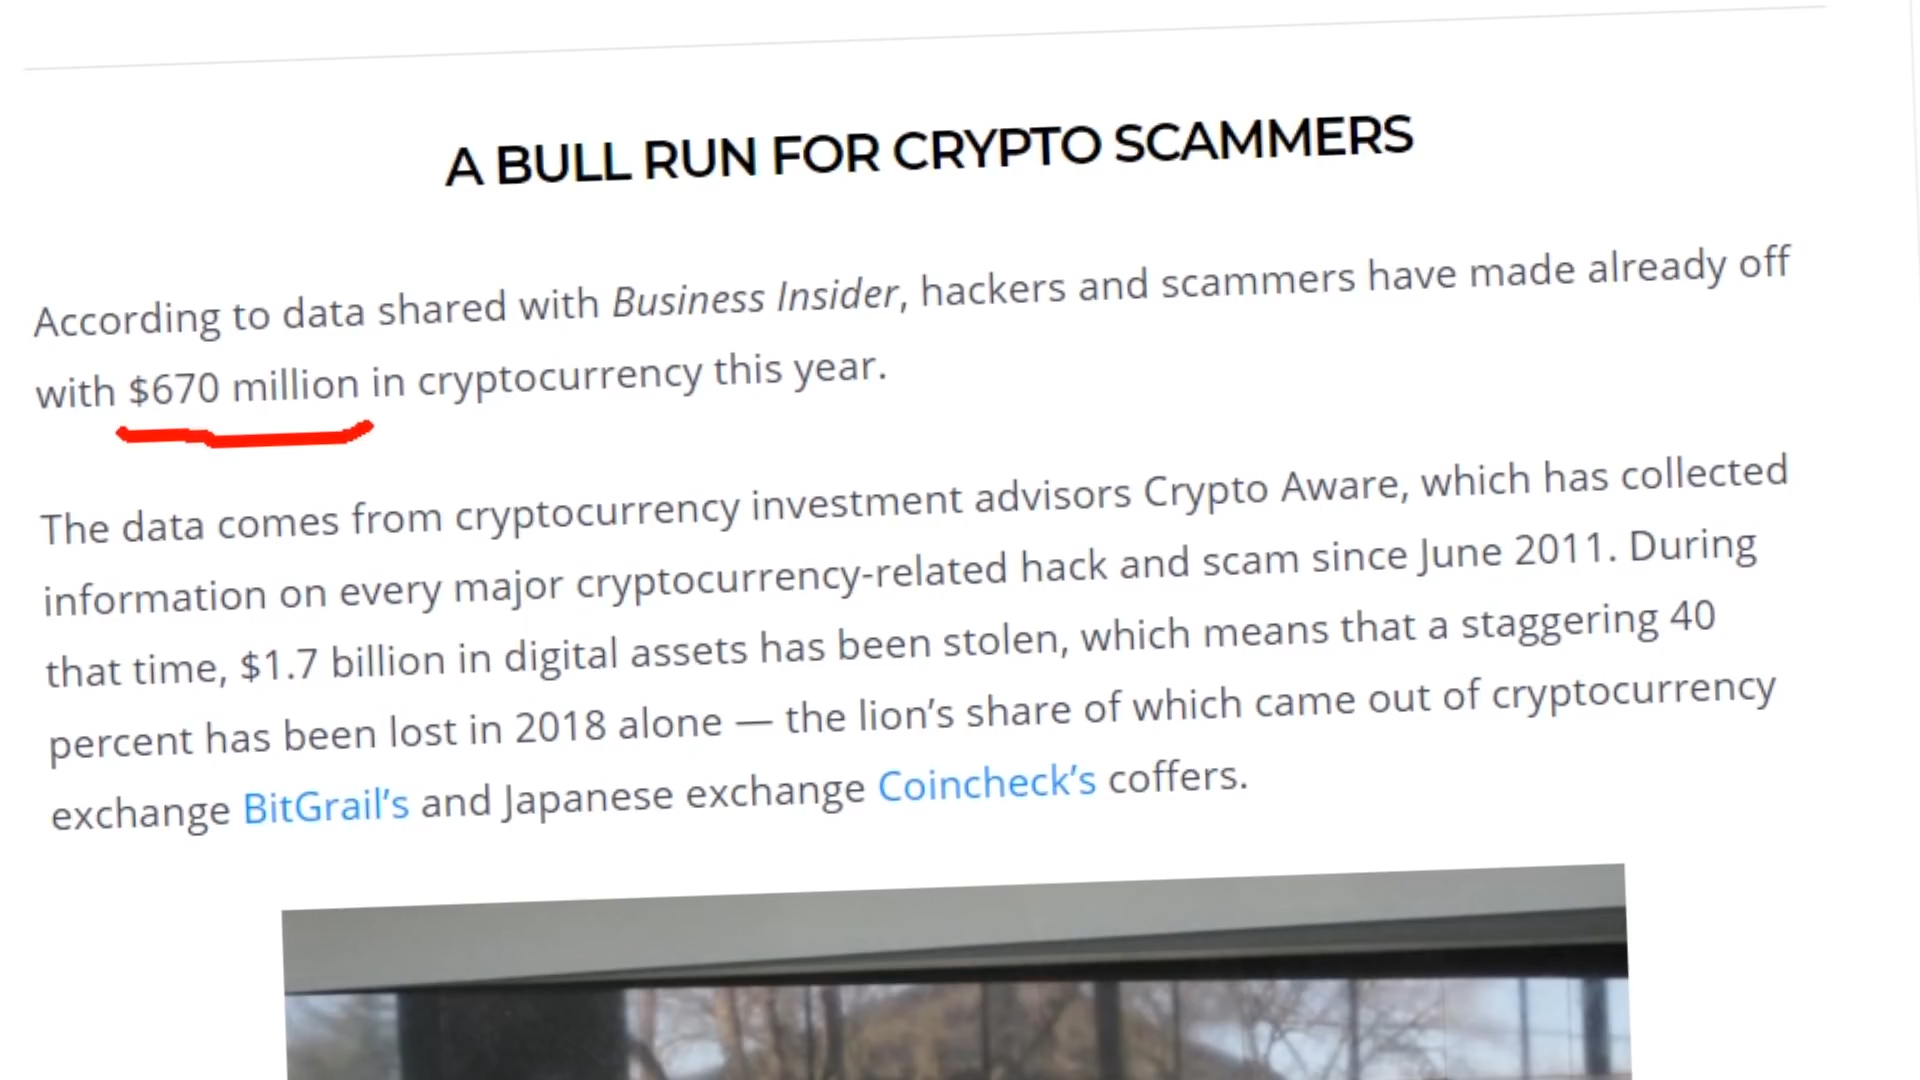 A BULL RUN FOR CRYPTO SCAMMERS
According to data shared with Business Insider, hackers and scammers have made already off
with $670 million in cryptocurrency this year.
The data comes from cryptocurrency investment advisors Crypto Aware, which has collected
information on every major cryptocurrency-related hack and scam since June 2011. During
that time, $1.7 billion in digital assets has been stolen, which means that a staggering 40
percent has been lost in 2018 alone — the lion’s share of which came out of cryptocurrency
exchange BitGrail’s and Japanese exchange Coincheck’s coffers.